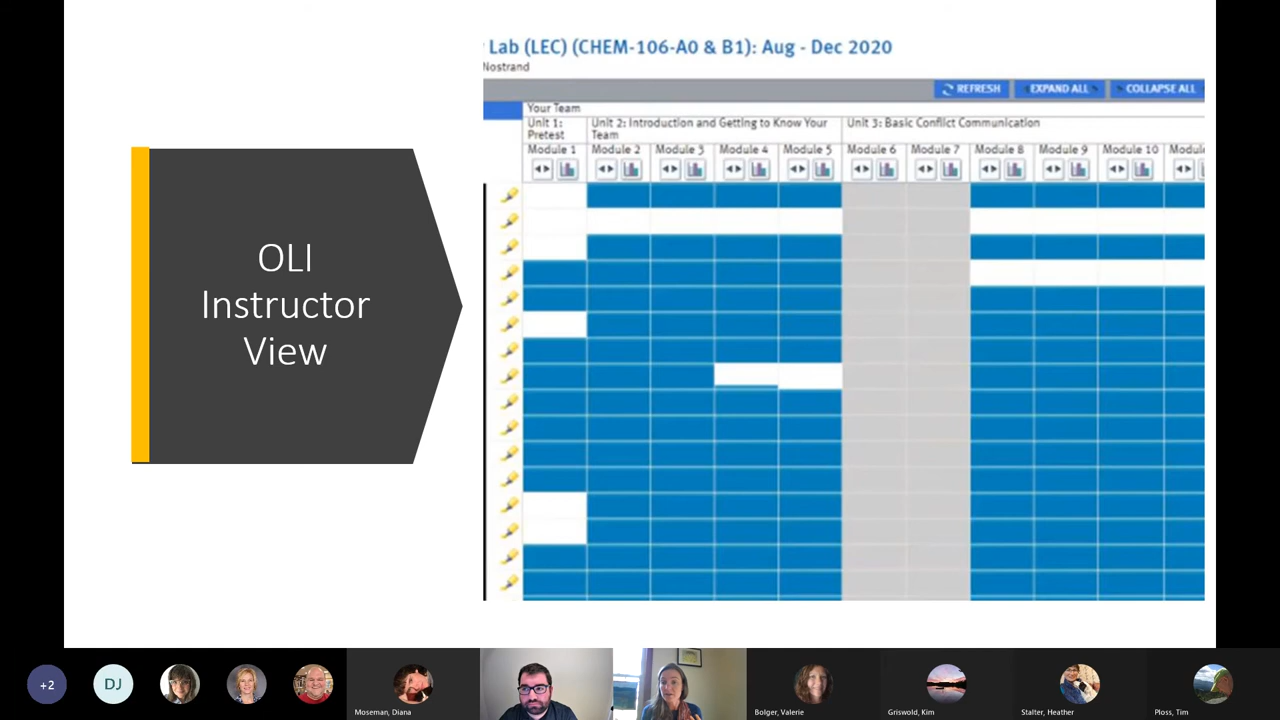 OLI
Instructor
View
Lab (LEC) (CHEM-106-A0 & B1): Aug - Dec 2020
Nostrand
REFRESH
EXPAND ALL
COLLAPSE ALL
Your Team
Unit 1: Pretest
Unit 2: Introduction and Getting to Know Your Team
Unit 3: Basic Conflict Communication
Module 1 Module 2 Module 3 Module 4 Module 5 Module 6 Module 7 Module 8 Module 9 Module 10 Module
+2
DJ
Moseman, Diana
Bolger, Valerie
Griswold, Kim
Stalter, Heather
Ploss, Tim